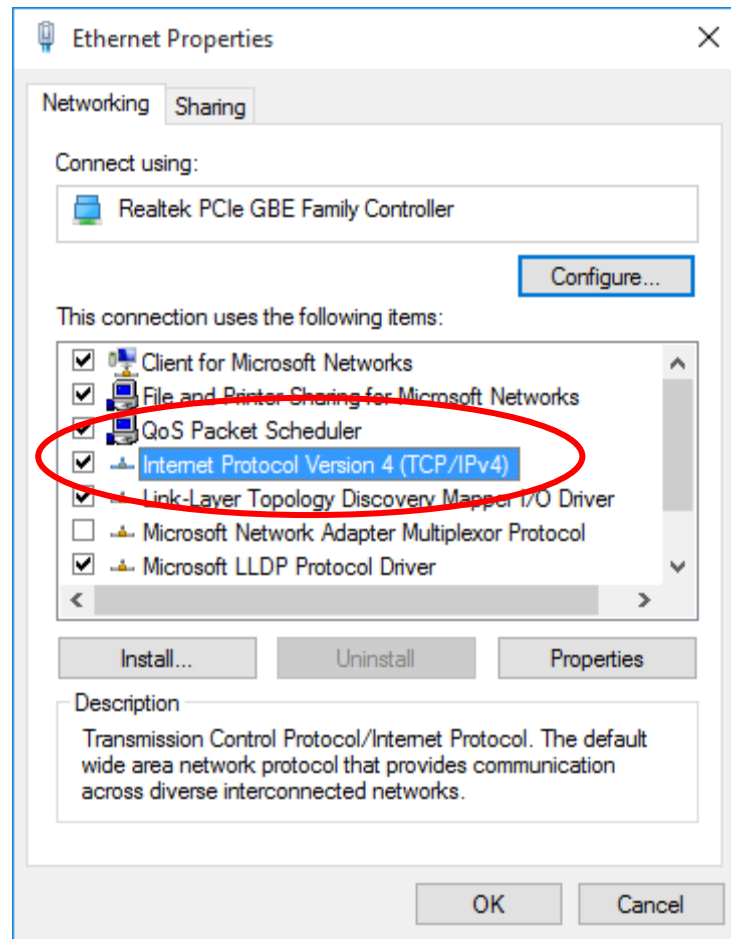 Ethernet Properties
Networking
Sharing
Connect using:
Realtek PCIe GBE Family Controller
Configure...
This connection uses the following items:
Client for Microsoft Networks
File and Printer Sharing for Microsoft Networks
QoS Packet Scheduler
Internet Protocol Version 4 (TCP/IPv4)
Link-Layer Topology Discovery Mapper I/O Driver
Microsoft Network Adapter Multiplexor Protocol
Microsoft LLDP Protocol Driver
Install...
Uninstall
Properties
Description
Transmission Control Protocol/Internet Protocol. The default
wide area network protocol that provides communication
across diverse interconnected networks.
OK
Cancel